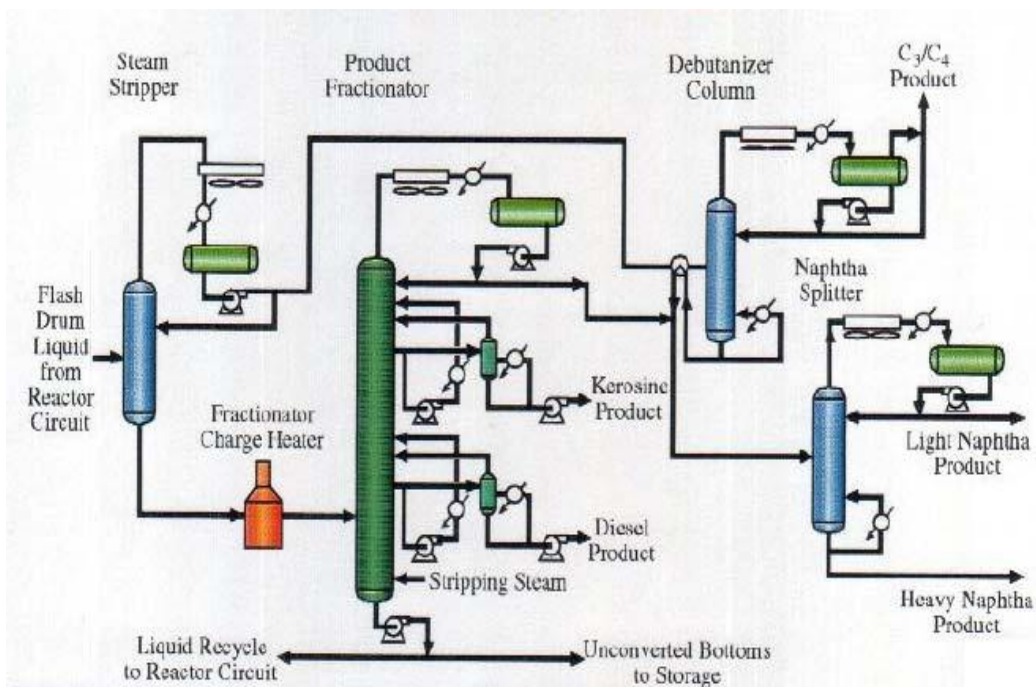 Steam
Stripper
Product
Fractionator
Debutanizer
Column
C3/C4
Product
Flash
Drum
Liquid
from
Reactor
Circuit
Naphtha
Splitter
Fractionator
Charge Heater
Kerosine
Product
Light Naphtha
Product
Diesel
Product
Stripping Steam
Heavy Naphtha
Product
Liquid Recycle
to Reactor Circuit
Unconverted Bottoms
to Storage